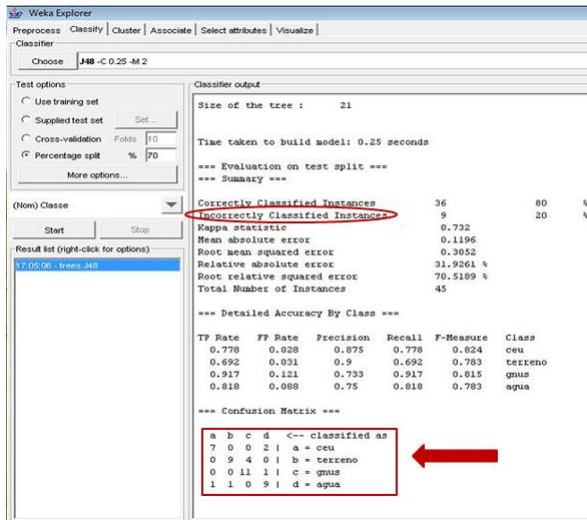 Weka Explorer
Preprocess Classify Cluster Associate Select attributes Visualize
Classifier
Choose J48 -C 0.25 -M 2
Test options
Use training set
Supplied test set Set...
Cross-validation Folds 10
Percentage split % 70
More options...
(Nom) Classe
Start Stop
Result list (right-click for options)
17:05:06 - trees.J48
Classifier output
Size of the tree : 21
Time taken to build model: 0.25 seconds
=== Evaluation on test split ===
=== Summary ===
Correctly Classified Instances 36 80 %
Incorrectly Classified Instances 9 20 %
Kappa statistic 0.732
Mean absolute error 0.1196
Root mean squared error 0.3052
Relative absolute error 31.9261 %
Root relative squared error 70.5189 %
Total Number of Instances 45
=== Detailed Accuracy By Class ===
TP Rate FP Rate Precision Recall F-Measure Class
0.778 0.028 0.875 0.778 0.824 ceu
0.692 0.031 0.9 0.692 0.783 terreno
0.917 0.121 0.733 0.917 0.815 gnus
0.818 0.088 0.75 0.818 0.783 agua
=== Confusion Matrix ===
a b c d <-- classified as
7 0 0 2 | a = ceu
0 9 4 0 | b = terreno
0 0 11 1 | c = gnus
1 1 0 9 | d = agua